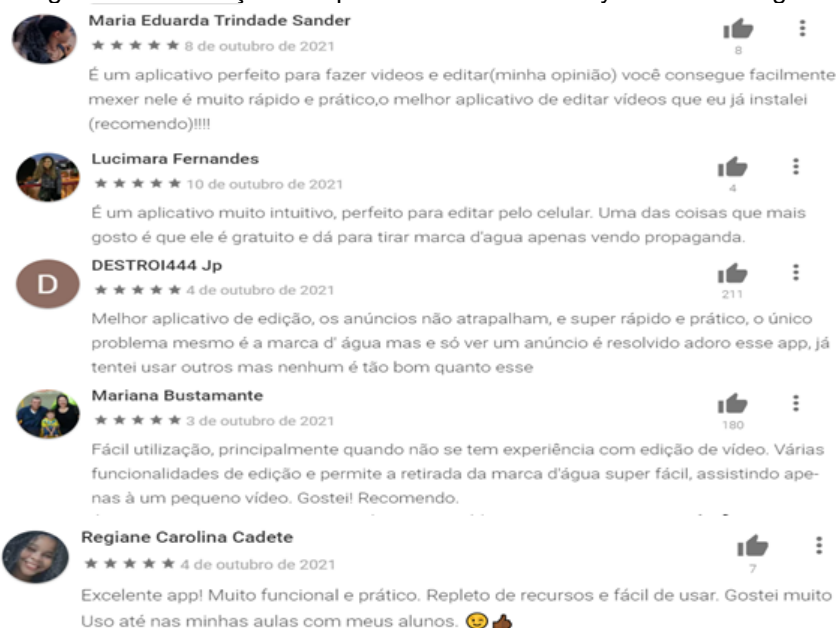 Maria Eduarda Trindade Sander
★ ★ ★ ★ ★ 8 de outubro de 2021
8
É um aplicativo perfeito para fazer videos e editar(minha opinião) você consegue facilmente
mexer nele é muito rápido e prático,o melhor aplicativo de editar vídeos que eu já instalei
(recomendo)!!!!
Lucimara Fernandes
★ ★ ★ ★ ★ 10 de outubro de 2021
4
É um aplicativo muito intuitivo, perfeito para editar pelo celular. Uma das coisas que mais
gosto é que ele é gratuito e dá para tirar marca d'agua apenas vendo propaganda.
D
DESTROI444 Jp
★ ★ ★ ★ ★ 4 de outubro de 2021
211
Melhor aplicativo de edição, os anúncios não atrapalham, e super rápido e prático, o único
problema mesmo é a marca d' água mas e só ver um anúncio é resolvido adoro esse app, já
tentei usar outros mas nenhum é tão bom quanto esse
Mariana Bustamante
★ ★ ★ ★ ★ 3 de outubro de 2021
180
Fácil utilização, principalmente quando não se tem experiência com edição de vídeo. Várias
funcionalidades de edição e permite a retirada da marca d'água super fácil, assistindo ape-
nas à um pequeno vídeo. Gostei! Recomendo.
Regiane Carolina Cadete
★ ★ ★ ★ ★ 4 de outubro de 2021
7
Excelente app! Muito funcional e prático. Repleto de recursos e fácil de usar. Gostei muito
Uso até nas minhas aulas com meus alunos. 😉👍🏾